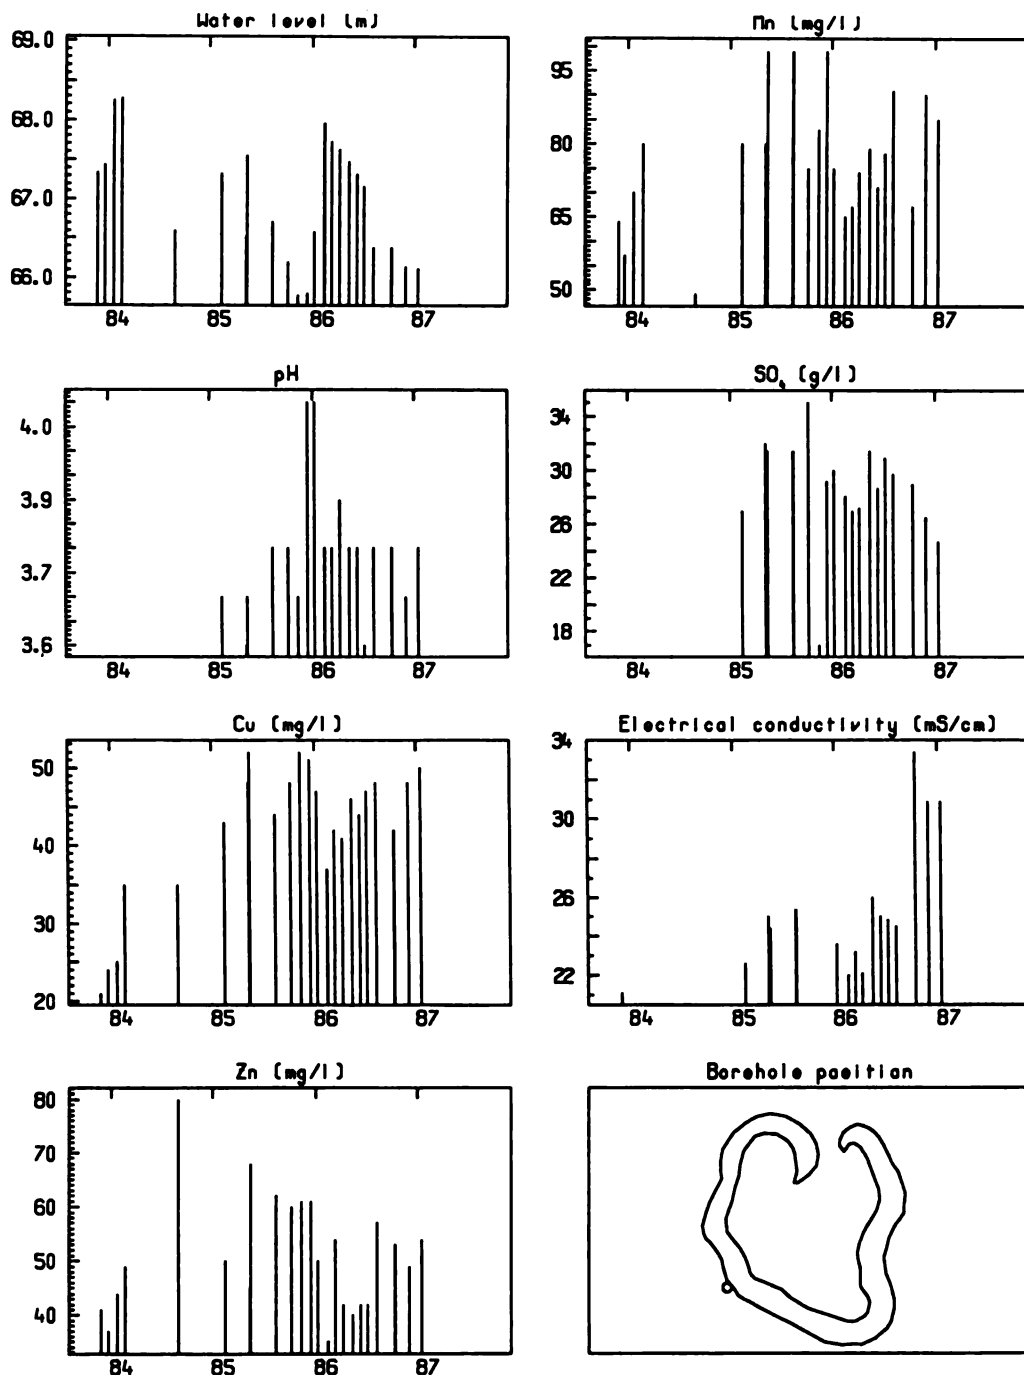 Water level (m)
69.0
68.0
67.0
66.0
84 85 86 87
Mn (mg/l)
95
80
65
50
84 85 86 87
pH
4.0
3.9
3.7
3.6
84 85 86 87
SO4 (g/l)
34
30
26
22
18
84 85 86 87
Cu (mg/l)
50
40
30
20
84 85 86 87
Electrical conductivity (mS/cm)
34
30
26
22
84 85 86 87
Zn (mg/l)
80
70
60
50
40
84 85 86 87
Borehole position